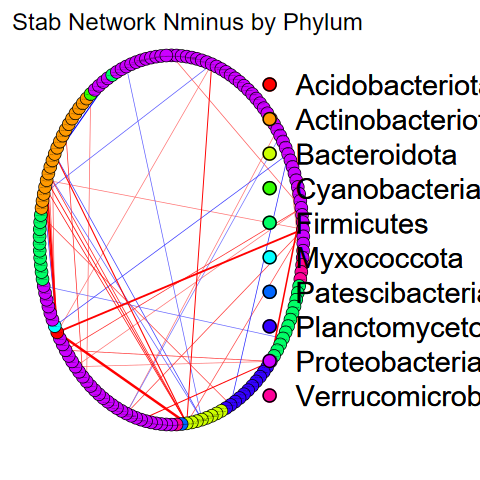 Stab Network Nminus by Phylum
Acidobacteriota
Actinobacteriot
Bacteroidota
Cyanobacteria
Firmicutes
Myxococcota
Patescibacteria
Planctomyceto
Proteobacteria
Verrucomicrob